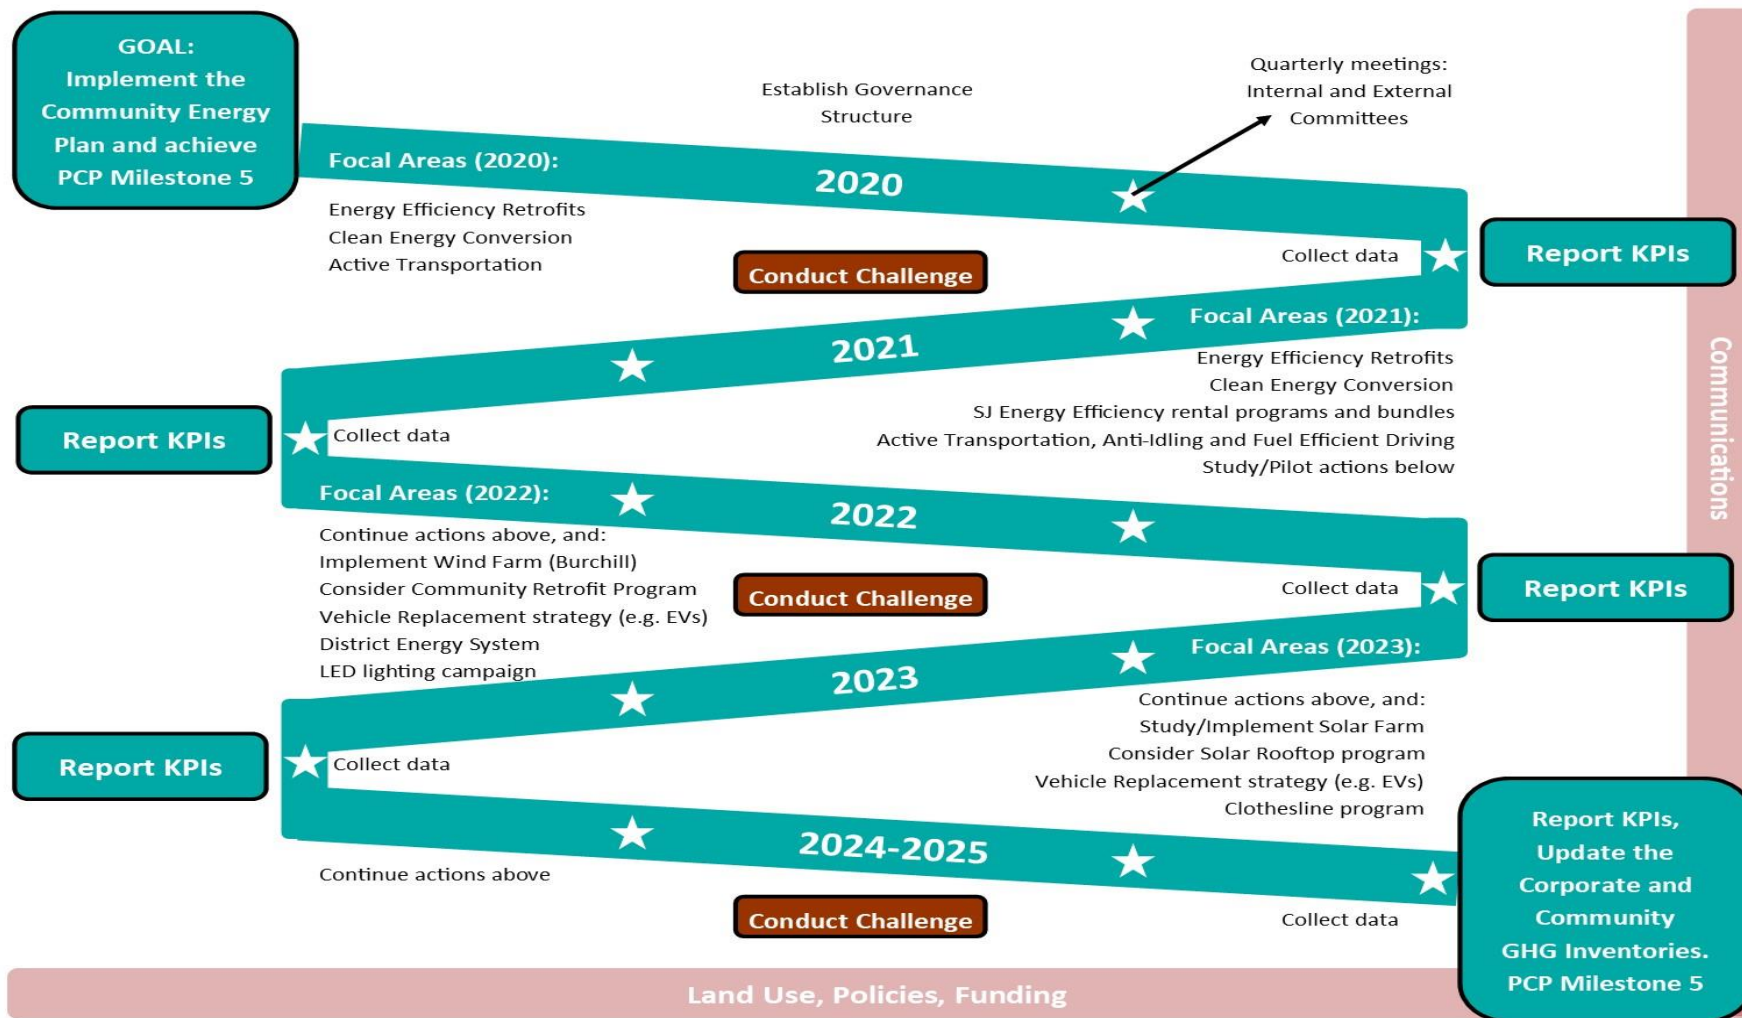 GOAL:
Implement the
Community Energy
Plan and achieve
PCP Milestone 5
Establish Governance
Structure
Quarterly meetings:
Internal and External
Committees
Focal Areas (2020):
2020
Energy Efficiency Retrofits
Clean Energy Conversion
Active Transportation
Conduct Challenge
Collect data
Report KPIs
Focal Areas (2021):
2021
Energy Efficiency Retrofits
Clean Energy Conversion
SJ Energy Efficiency rental programs and bundles
Active Transportation, Anti-Idling and Fuel Efficient Driving
Study/Pilot actions below
Report KPIs
Collect data
Focal Areas (2022):
2022
Continue actions above, and:
Implement Wind Farm (Burchill)
Consider Community Retrofit Program
Vehicle Replacement strategy (e.g. EVs)
District Energy System
LED lighting campaign
Conduct Challenge
Collect data
Report KPIs
Focal Areas (2023):
2023
Continue actions above, and:
Study/Implement Solar Farm
Consider Solar Rooftop program
Vehicle Replacement strategy (e.g. EVs)
Clothesline program
Report KPIs
Collect data
2024-2025
Continue actions above
Conduct Challenge
Collect data
Report KPIs,
Update the
Corporate and
Community
GHG Inventories.
PCP Milestone 5
Communications
Land Use, Policies, Funding